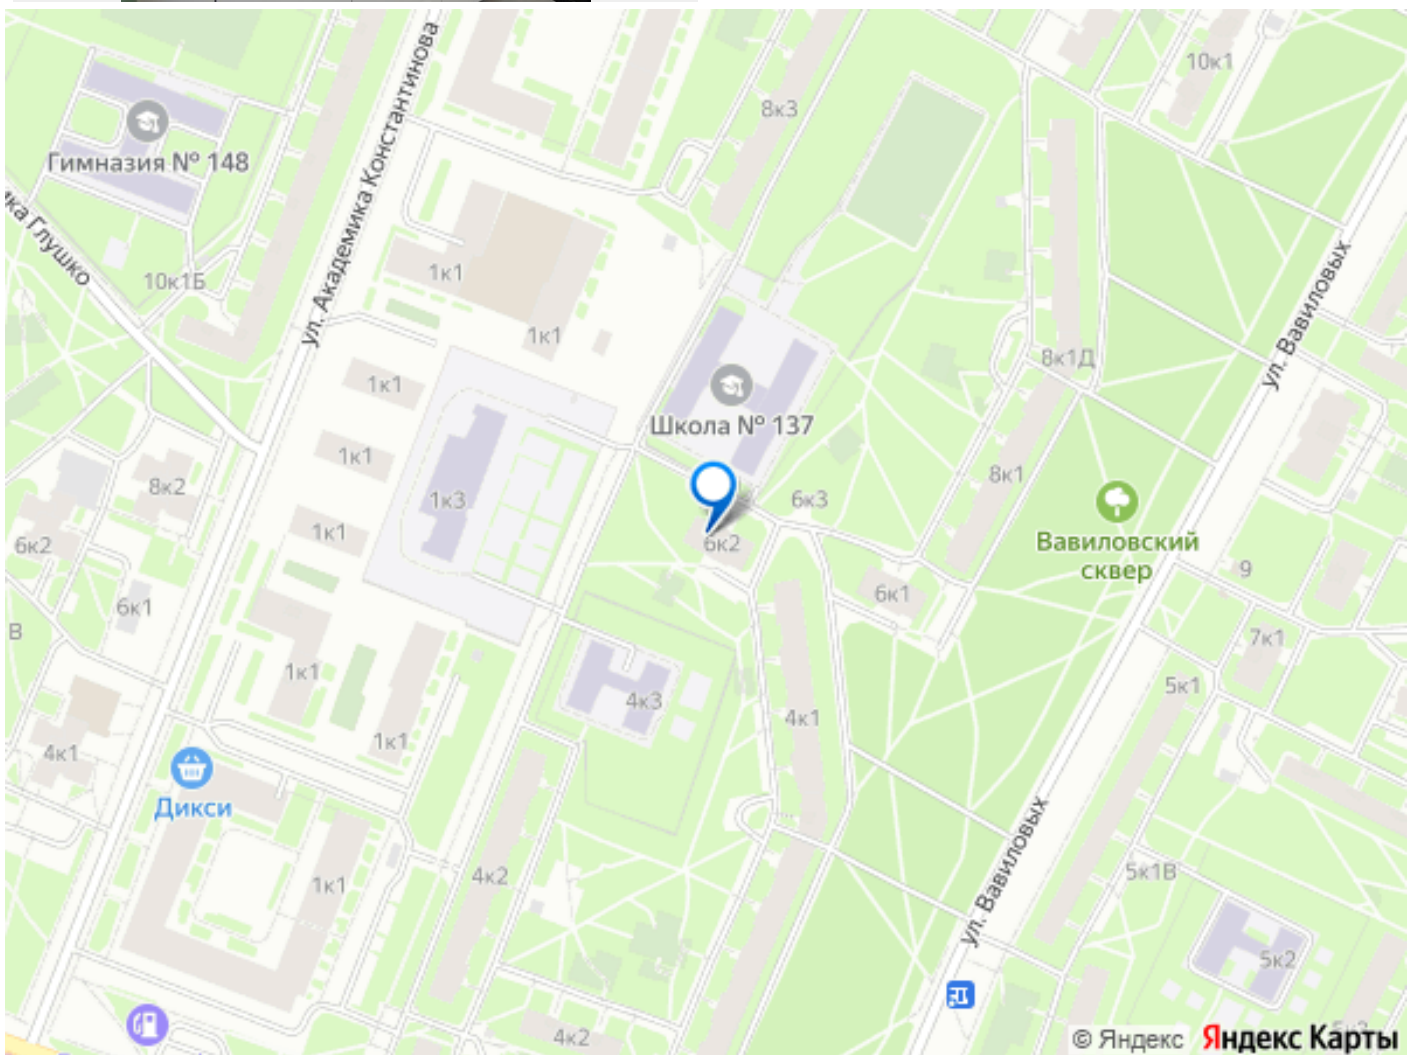 10к1
8к3
ул. Академика Константинова
Гимназия № 148
ка Глушко
10к1Б
1к1
1к1
ул. Вавиловых
8к1Д
1к1
Школа № 137
1к1
8к2
1к3
6к3
8к1
1к1
6к2
6к2
Вавиловский
сквер
9
6к1
6к1
В
7к1
1к1
4к3
5к1
4к1
1к1
4к1
Дикси
ул. Вавиловых
1к1
4к2
5к1В
5к2
4к2
© Яндекс Яндекс Карты